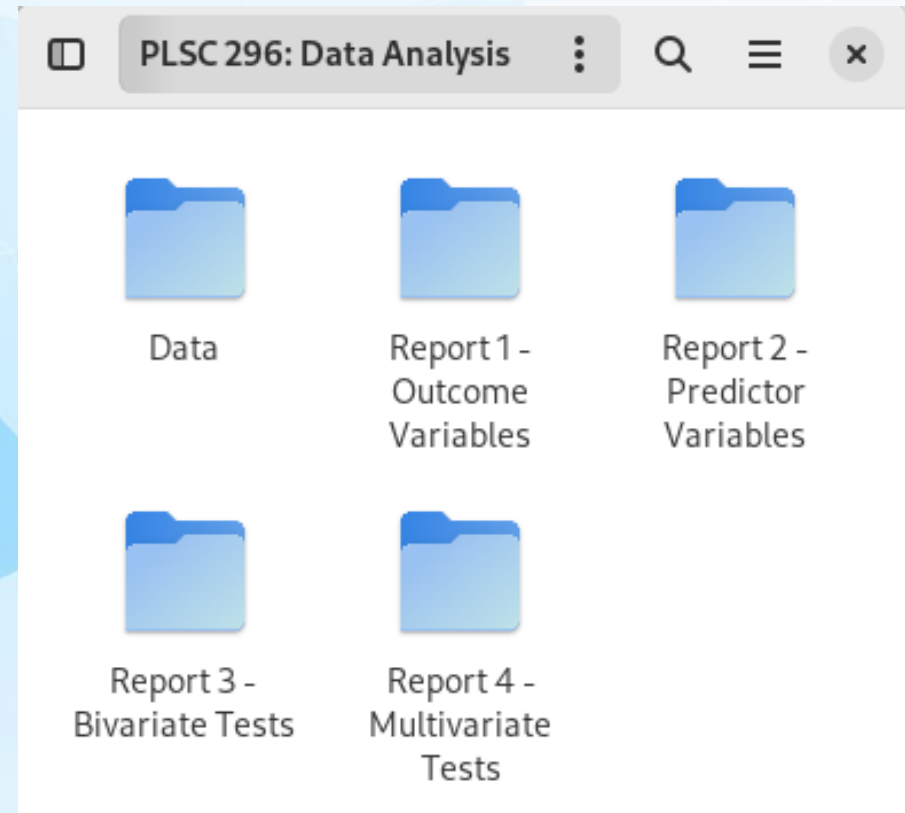 PLSC 296: Data Analysis
Data
Report 1 -
Outcome
Variables
Report 2 -
Predictor
Variables
Report 3 -
Bivariate Tests
Report 4 -
Multivariate
Tests